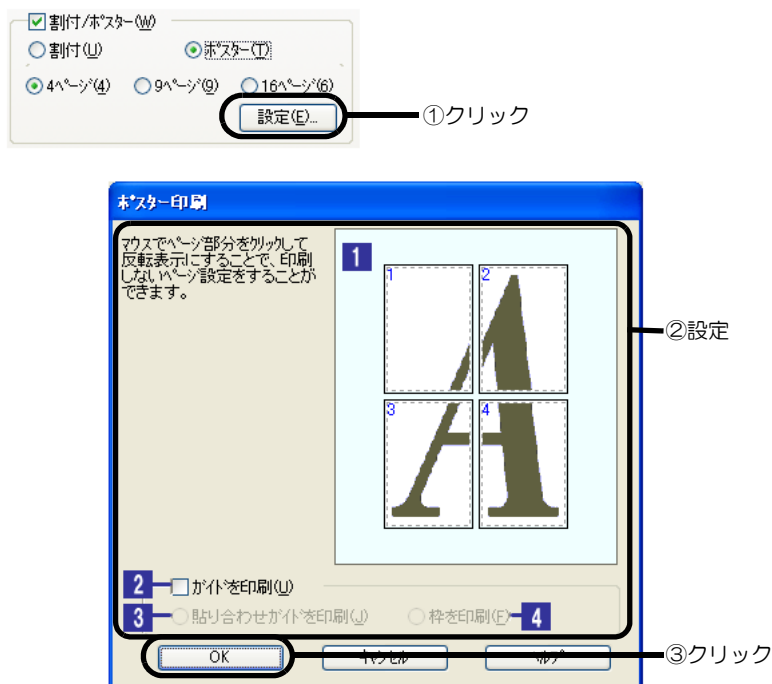 割付/ポスター(W)
割付(U) ポスター(T)
4ページ(4) 9ページ(9) 16ページ(6)
設定(E)... ①クリック
ポスター印刷
マウスでページ部分をクリックして
反転表示にすることで、印刷
しないページ設定をすることが
できます。
1
1 2
②設定
3 4
2 ガイドを印刷(U)
3 貼り合わせガイドを印刷(J) 枠を印刷(F) 4
OK キャンセル ヘルプ ③クリック